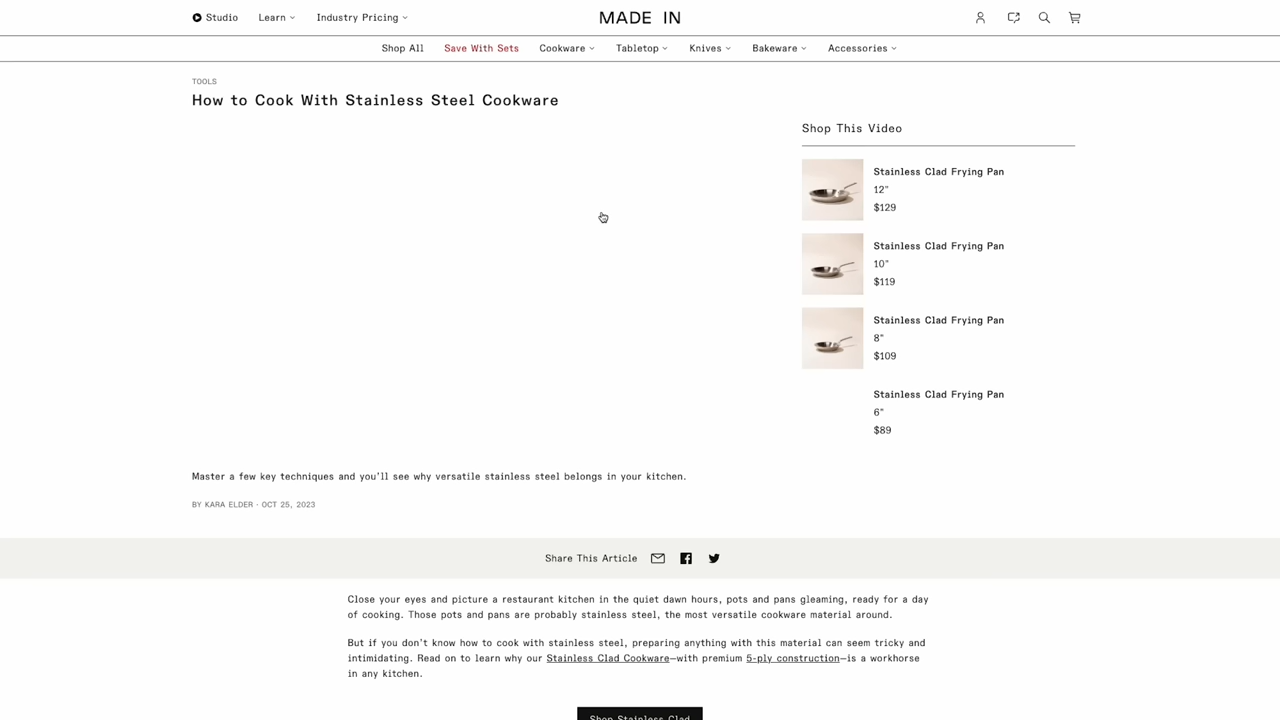 Studio Learn Industry Pricing MADE IN
Shop All Save With Sets Cookware Tabletop Knives Bakeware Accessories
TOOLS
How to Cook With Stainless Steel Cookware
Shop This Video
Stainless Clad Frying Pan
12"
$129
Stainless Clad Frying Pan
10"
$119
Stainless Clad Frying Pan
8"
$109
Stainless Clad Frying Pan
6"
$89
Master a few key techniques and you'll see why versatile stainless steel belongs in your kitchen.
BY KARA ELDER · OCT 25, 2023
Share This Article
Close your eyes and picture a restaurant kitchen in the quiet dawn hours, pots and pans gleaming, ready for a day
of cooking. Those pots and pans are probably stainless steel, the most versatile cookware material around.
But if you don't know how to cook with stainless steel, preparing anything with this material can seem tricky and
intimidating. Read on to learn why our Stainless Clad Cookware—with premium 5-ply construction—is a workhorse
in any kitchen.
Shop Stainless Clad